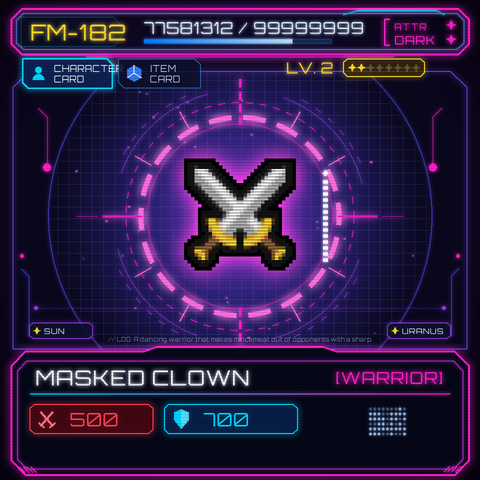 FM-182
77581312 / 99999999
ATTR
DARK
CHARACTER
CARD
ITEM
CARD
LV. 2
SUN
URANUS
// LOG: A dancing warrior that makes mincemeat out of opponents with a sharp
MASKED CLOWN
[WARRIOR]
500
700